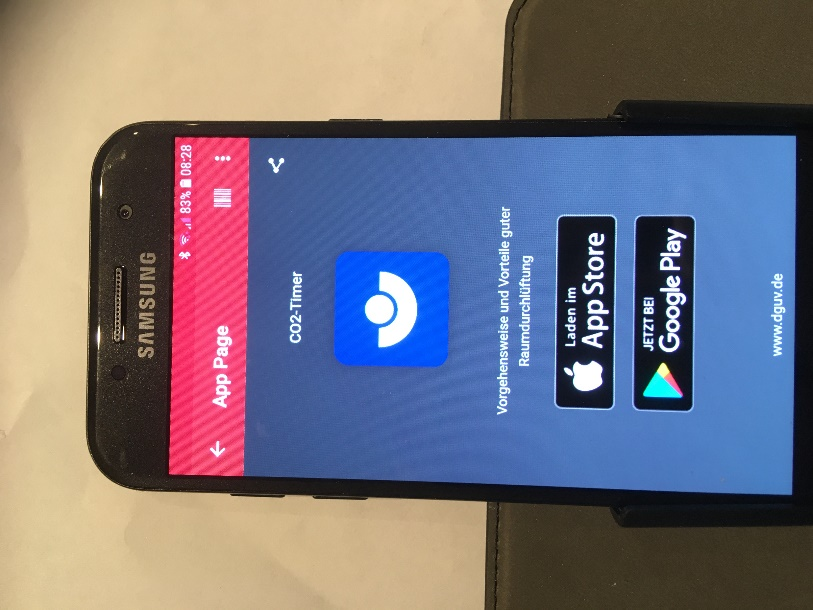 SAMSUNG
83% 08:28
App Page
CO2-Timer
Vorgehensweise und Vorteile guter
Raumdurchlüftung
Laden im
App Store
JETZT BEI
Google Play
www.dguv.de